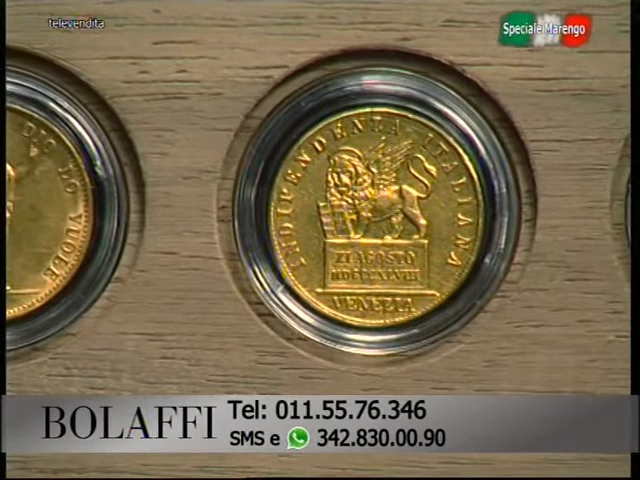 televendita
Speciale Marengo
DIO LO VUOLE
INDIPENDENZA ITALIANA
XI AGOSTO
MDCCCXLVIII
VENEZIA
BOLAFFI
Tel: 011.55.76.346
SMS e 342.830.00.90